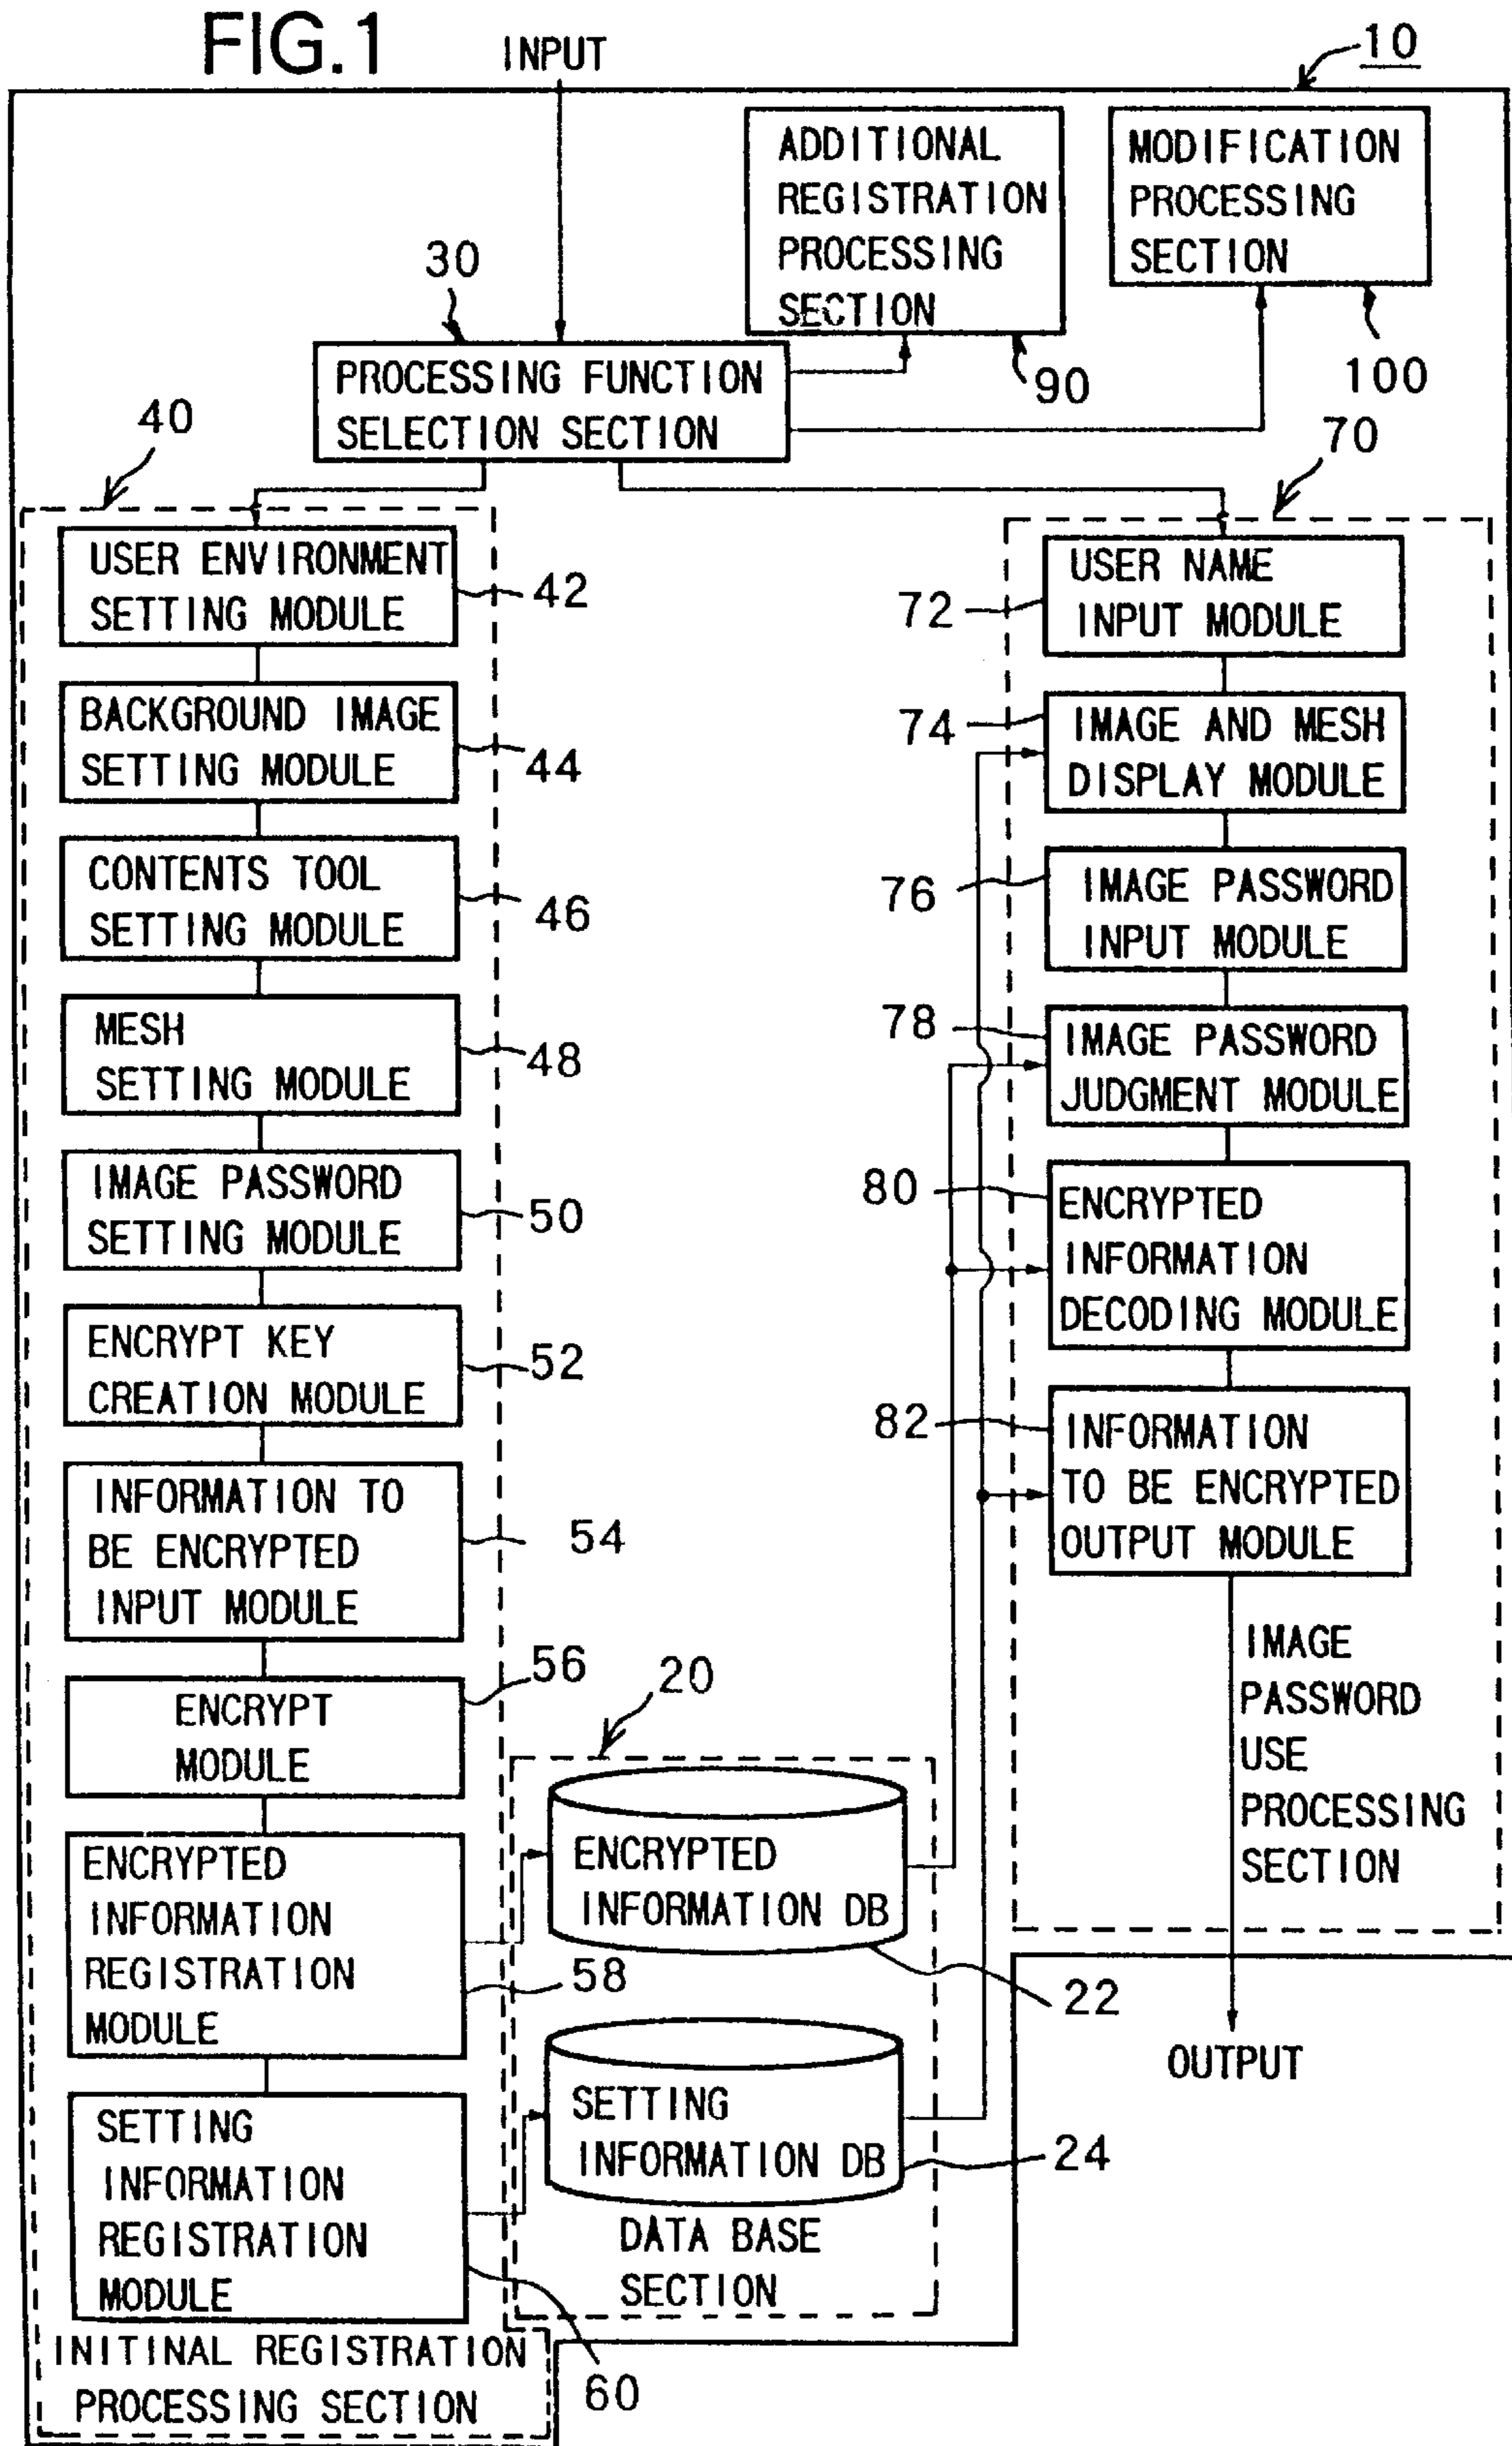 FIG.1
INPUT
10
ADDITIONAL
REGISTRATION
PROCESSING
SECTION
90
MODIFICATION
PROCESSING
SECTION
100
30
PROCESSING FUNCTION
SELECTION SECTION
40
USER ENVIRONMENT
SETTING MODULE
42
BACKGROUND IMAGE
SETTING MODULE
44
CONTENTS TOOL
SETTING MODULE
46
MESH
SETTING MODULE
48
IMAGE PASSWORD
SETTING MODULE
50
ENCRYPT KEY
CREATION MODULE
52
INFORMATION TO
BE ENCRYPTED
INPUT MODULE
54
ENCRYPT
MODULE
56
ENCRYPTED
INFORMATION
REGISTRATION
MODULE
58
SETTING
INFORMATION
REGISTRATION
MODULE
60
INITINAL REGISTRATION
PROCESSING SECTION
20
ENCRYPTED
INFORMATION DB
22
SETTING
INFORMATION DB
24
DATA BASE
SECTION
70
USER NAME
INPUT MODULE
72
IMAGE AND MESH
DISPLAY MODULE
74
IMAGE PASSWORD
INPUT MODULE
76
IMAGE PASSWORD
JUDGMENT MODULE
78
ENCRYPTED
INFORMATION
DECODING MODULE
80
INFORMATION
TO BE ENCRYPTED
OUTPUT MODULE
82
IMAGE
PASSWORD
USE
PROCESSING
SECTION
OUTPUT